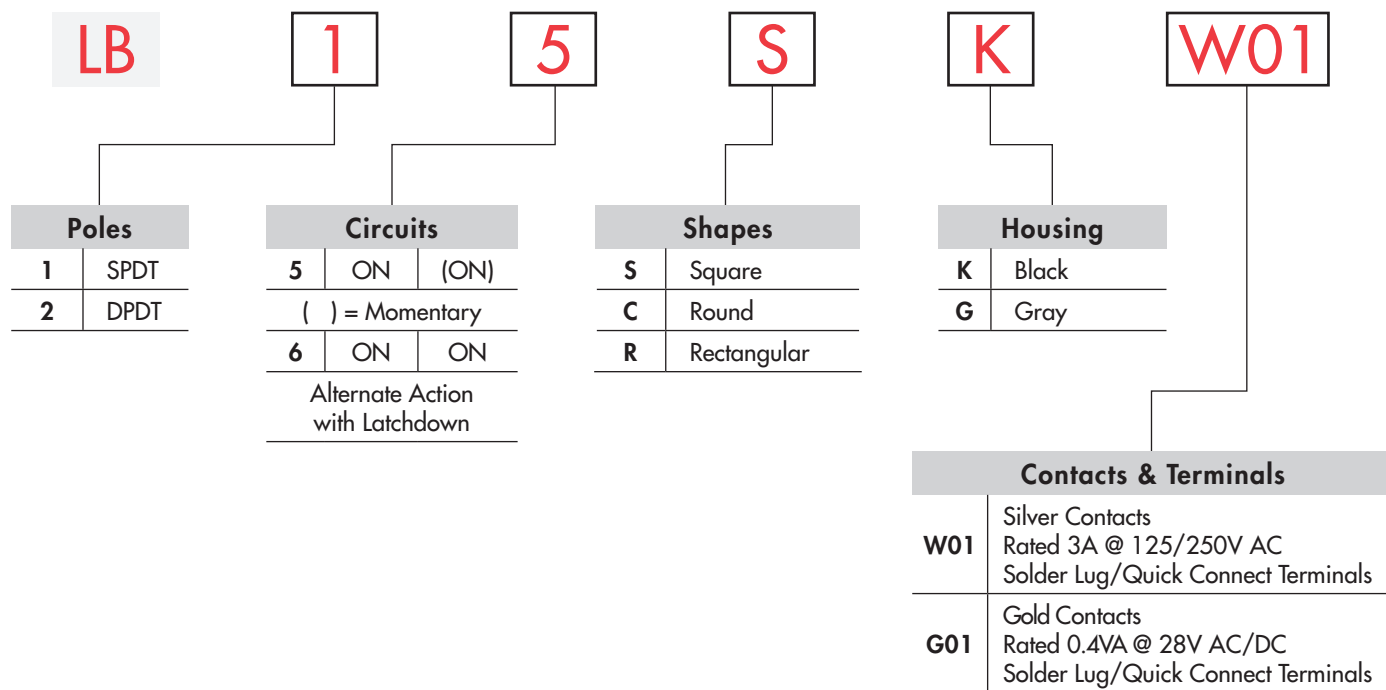 LB 1 5 S K W01
Poles
1 SPDT
2 DPDT
Circuits
5 ON (ON)
( ) = Momentary
6 ON ON
Alternate Action
with Latchdown
Shapes
S Square
C Round
R Rectangular
Housing
K Black
G Gray
Contacts & Terminals
Silver Contacts
W01 Rated 3A @ 125/250V AC
Solder Lug/Quick Connect Terminals
Gold Contacts
G01 Rated 0.4VA @ 28V AC/DC
Solder Lug/Quick Connect Terminals